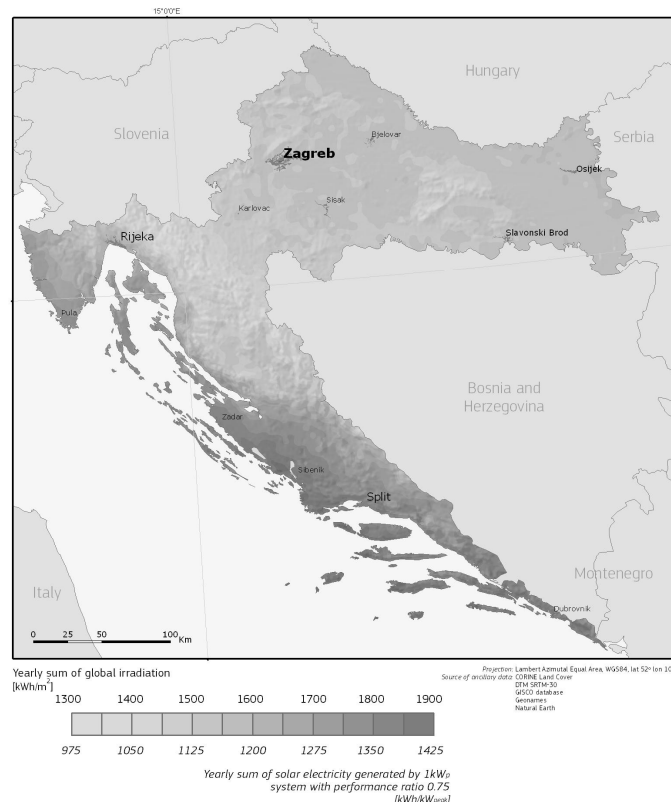 15°0'0"E
Hungary
Slovenia
Serbia
Bjelovar
Zagreb
Osijek
Karlovac
Sisak
Rijeka
Slavonski Brod
Pula
Bosnia and
Herzegovina
Zadar
Sibenik
Split
Montenegro
Italy
Dubrovnik
0 25 50 100 Km
Yearly sum of global irradiation
[kWh/m²]
1300 1400 1500 1600 1700 1800 1900
975 1050 1125 1200 1275 1350 1425
Yearly sum of solar electricity generated by 1kWp
system with performance ratio 0.75
[kWh/kWpeak]
Projection: Lambert Azimutal Equal Area, WGS84, lat 52º lon 10
Source of ancillary data: CORINE Land Cover
DTM SRTM-30
GISCO database
Geonames
Natural Earth